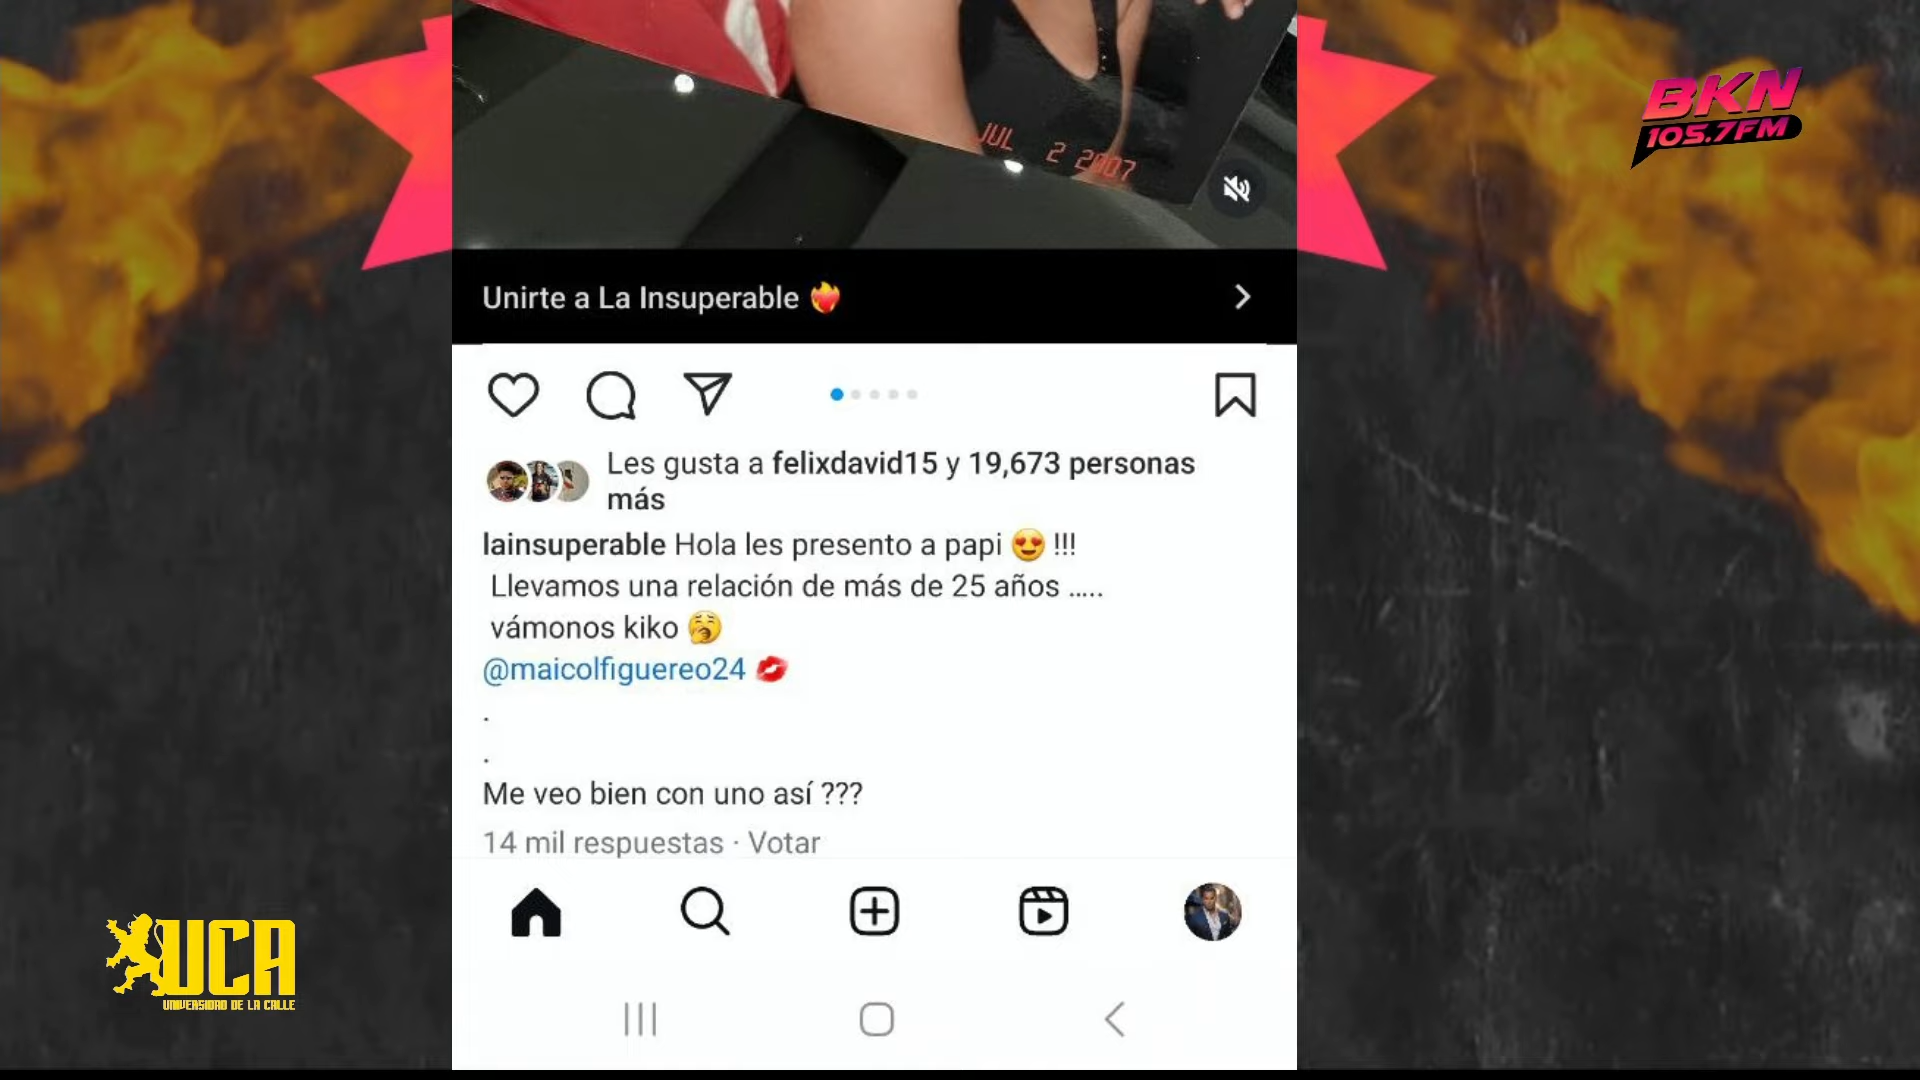 JUL 2 2007
BKN
105.7FM
Unirte a La Insuperable ❤️‍🔥
Les gusta a felixdavid15 y 19,673 personas
más
lainsuperable Hola les presento a papi 😍 !!!
Llevamos una relación de más de 25 años .....
vámonos kiko 🥱
@maicolfiguereo24 💋
.
.
Me veo bien con uno así ???
14 mil respuestas · Votar
UCA
UNIVERSIDAD DE LA CALLE